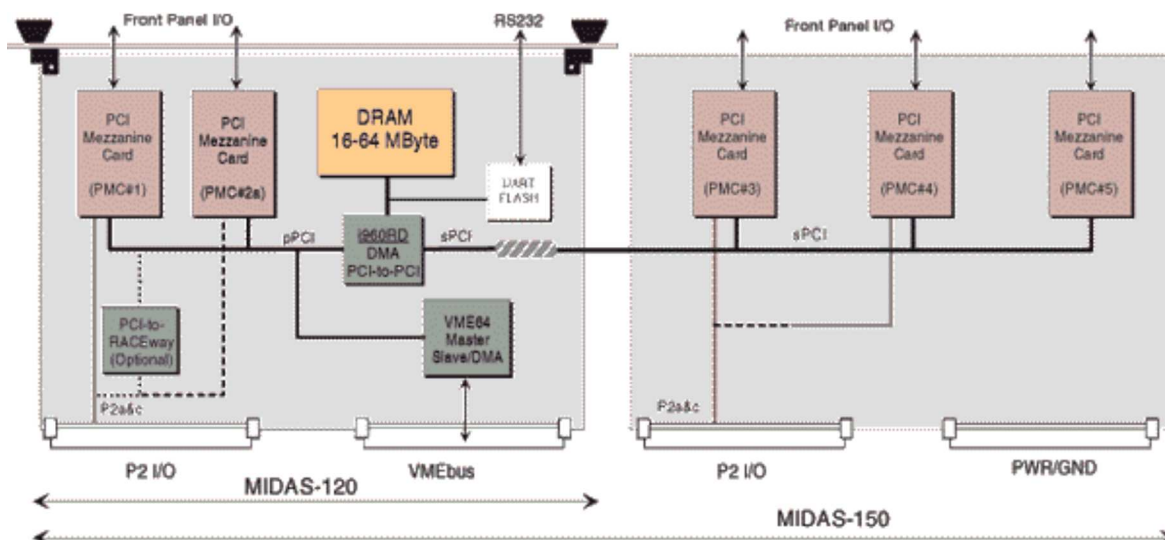 Front Panel I/O
RS232
Front Panel I/O
PCI
Mezzanine
Card
(PMC#1)
PCI
Mezzanine
Card
(PMC#2a)
DRAM
16-64 MByte
UART
FLASH
PCI
Mezzanine
Card
(PMC#3)
PCI
Mezzanine
Card
(PMC#4)
PCI
Mezzanine
Card
(PMC#5)
pPCI
i960RD
DMA
PCI-to-PCI
sPCI
sPCI
PCI-to-
RACEway
(Optional)
VME64
Master
Slave/DMA
P2a&c
P2a&c
P2 I/O
VMEbus
P2 I/O
PWR/GND
MIDAS-120
MIDAS-150